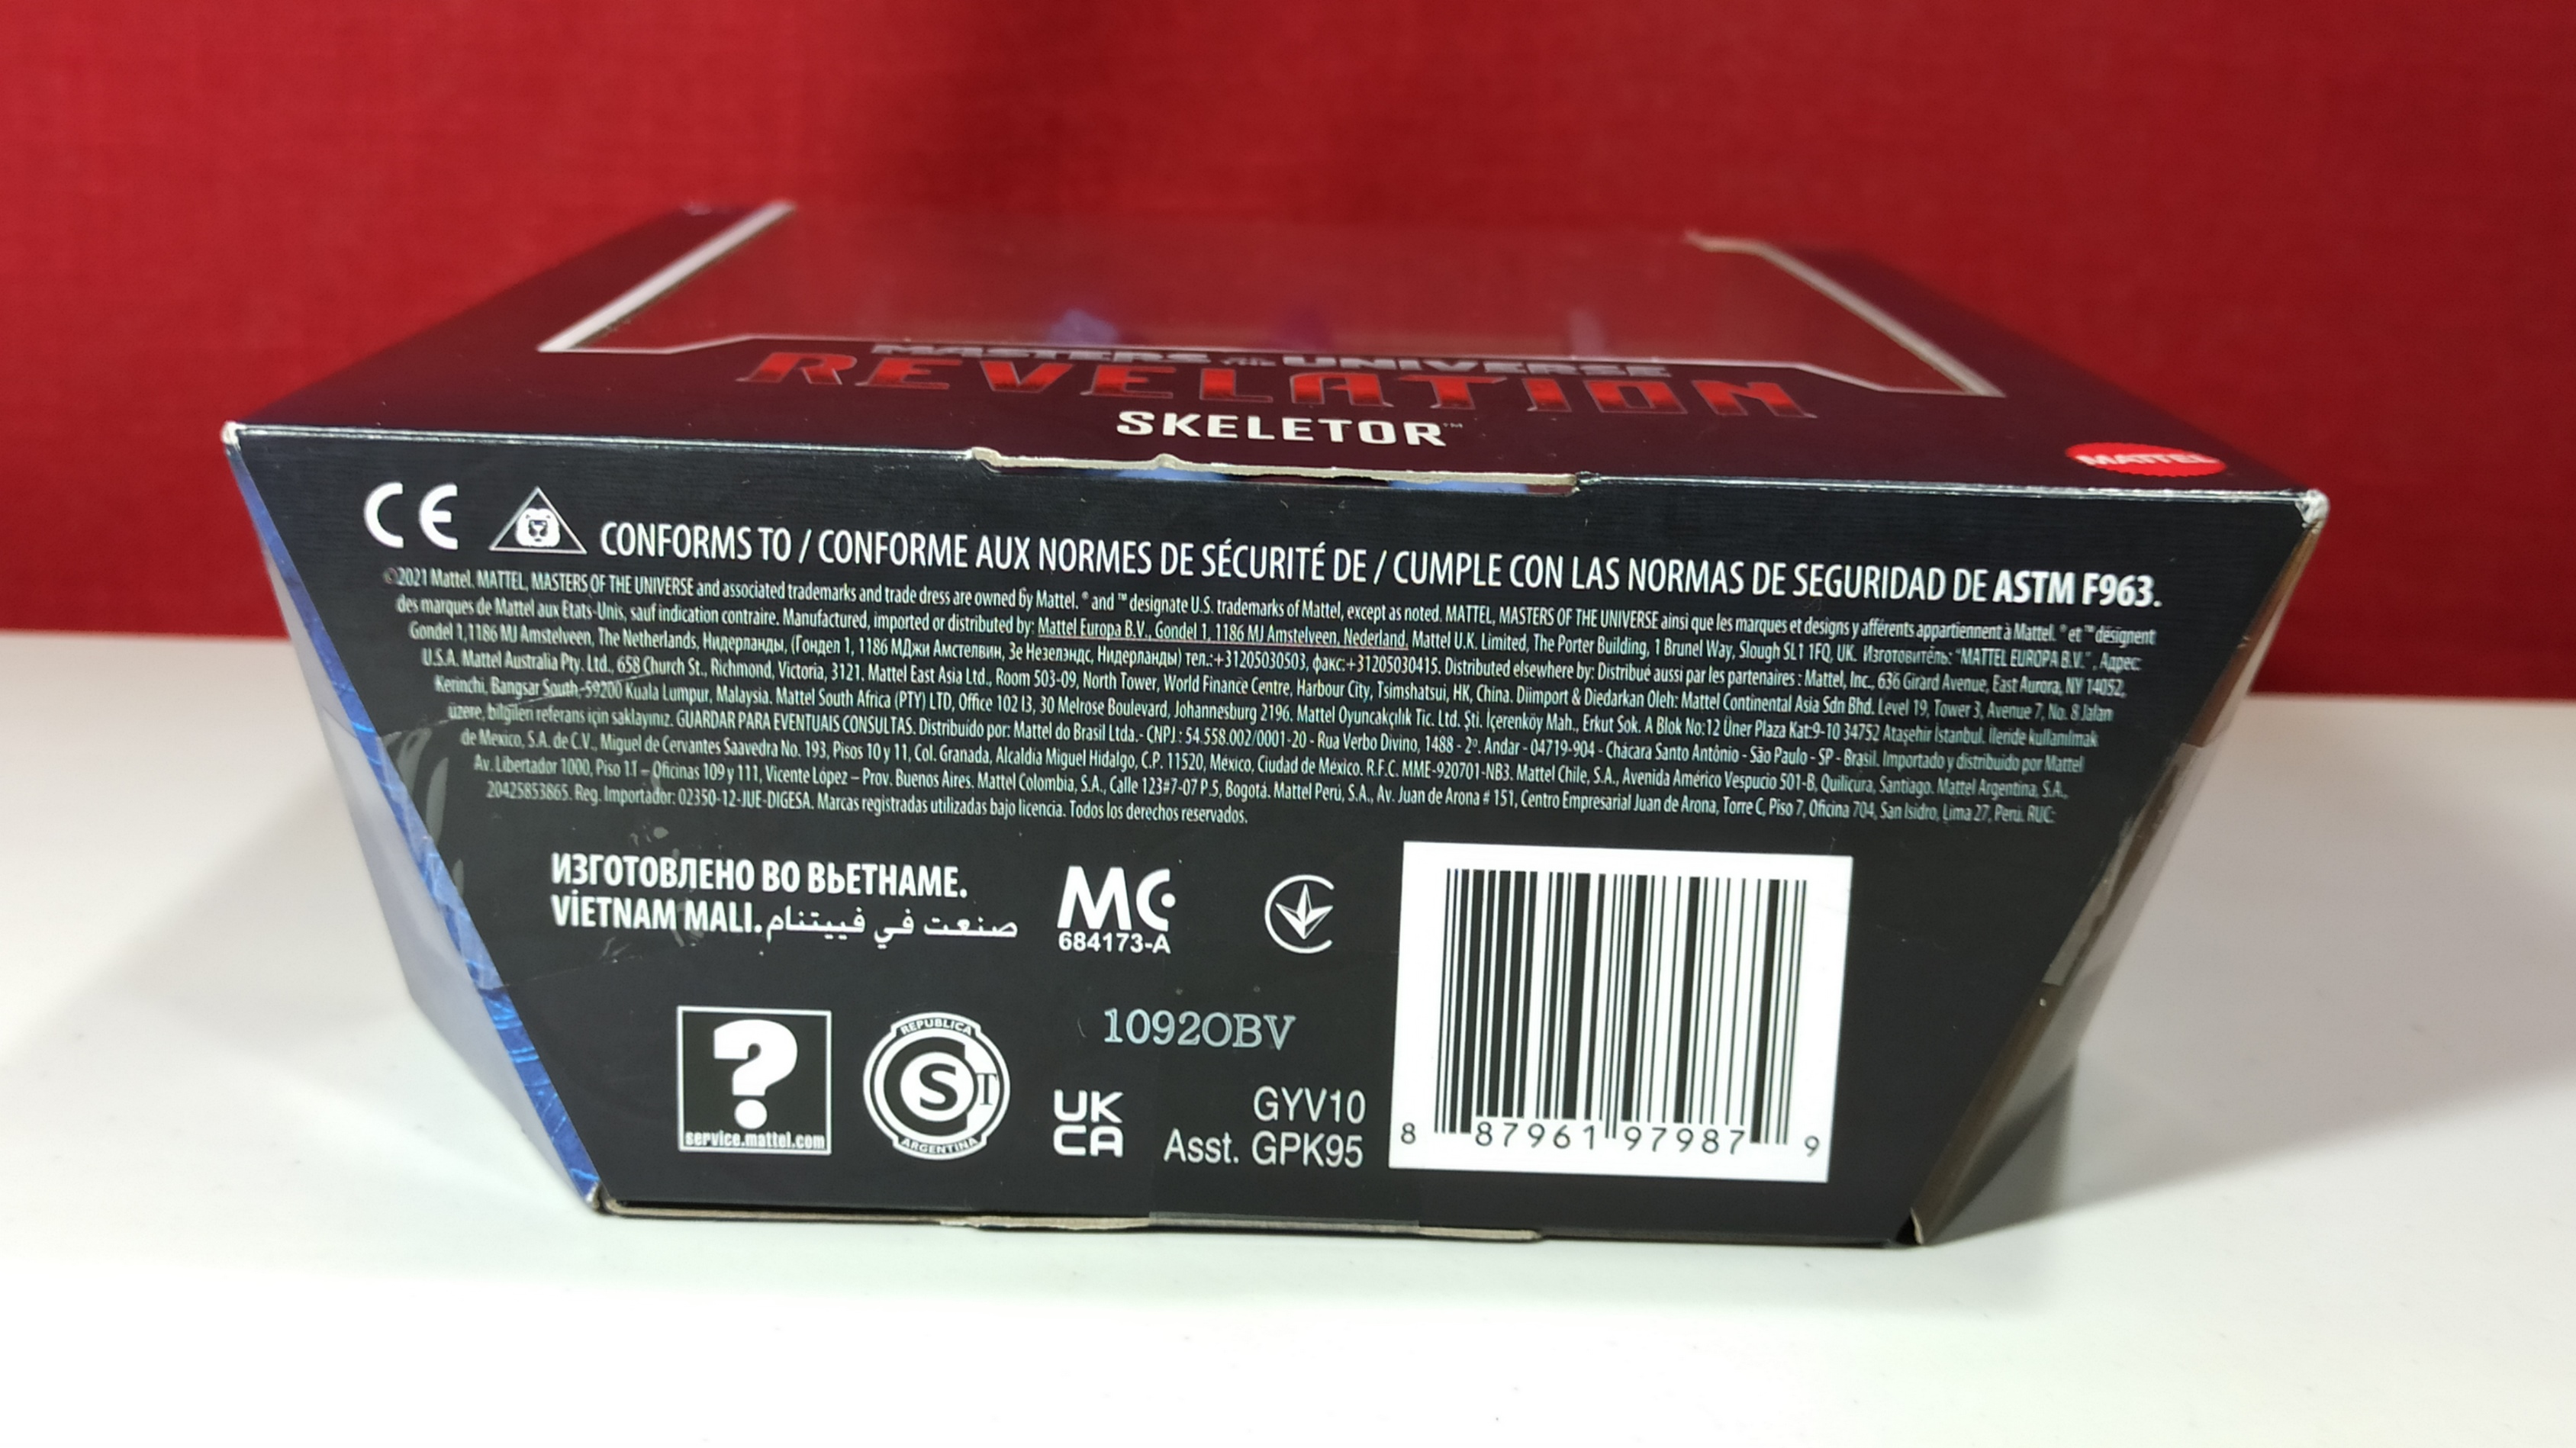 MASTERS OF THE UNIVERSE
REVELATION
SKELETOR™
MATTEL
CE CONFORMS TO / CONFORME AUX NORMES DE SÉCURITÉ DE / CUMPLE CON LAS NORMAS DE SEGURIDAD DE ASTM F963.
©2021 Mattel. MATTEL, MASTERS OF THE UNIVERSE and associated trademarks and trade dress are owned by Mattel. ® and ™ designate U.S. trademarks of Mattel, except as noted. MATTEL, MASTERS OF THE UNIVERSE ainsi que les marques et designs y afférents appartiennent à Mattel. ® et ™ désignent
des marques de Mattel aux Etats-Unis, sauf indication contraire. Manufactured, imported or distributed by: Mattel Europa B.V., Gondel 1, 1186 MJ Amstelveen, Nederland. Mattel U.K. Limited, The Porter Building, 1 Brunel Way, Slough SL1 1FQ, UK. Изготовитель: "MATTEL EUROPA B.V.", Адрес:
Gondel 1,1186 MJ Amstelveen, The Netherlands, Нидерланды, (Гондел 1, 1186 МДжи Амстелвин, Зе Незелэндс, Нидерланды) тел.:+31205030503, факс:+31205030415. Distributed elsewhere by: Distribué aussi par les partenaires : Mattel, Inc., 636 Girard Avenue, East Aurora, NY 14052,
U.S.A. Mattel Australia Pty. Ltd., 658 Church St., Richmond, Victoria, 3121. Mattel East Asia Ltd., Room 503-09, North Tower, World Finance Centre, Harbour City, Tsimshatsui, HK, China. Diimport & Diedarkan Oleh: Mattel Continental Asia Sdn Bhd. Level 19, Tower 3, Avenue 7, No. 8 Jalan
Kerinchi, Bangsar South, 59200 Kuala Lumpur, Malaysia. Mattel South Africa (PTY) LTD, Office 102 I3, 30 Melrose Boulevard, Johannesburg 2196. Mattel Oyuncakçılık Tic. Ltd. Şti. İçerenköy Mah., Erkut Sok. A Blok No:12 Üner Plaza Kat:9-10 34752 Ataşehir İstanbul. İleride kullanılmak
üzere, bilgileri referans için saklayınız. GUARDAR PARA EVENTUAIS CONSULTAS. Distribuído por: Mattel do Brasil Ltda.- CNPJ : 54.558.002/0001-20 - Rua Verbo Divino, 1488 - 2º. Andar - 04719-904 - Chácara Santo Antônio - São Paulo - SP - Brasil. Importado y distribuido por Mattel
de México, S.A. de C.V., Miguel de Cervantes Saavedra No. 193, Pisos 10 y 11, Col. Granada, Alcaldía Miguel Hidalgo, C.P. 11520, México, Ciudad de México. R.F.C. MME-920701-NB3. Mattel Chile, S.A., Avenida Américo Vespucio 501-B, Quilicura, Santiago. Mattel Argentina, S.A.,
Av. Libertador 1000, Piso 11 – Oficinas 109 y 111, Vicente López – Prov. Buenos Aires. Mattel Colombia, S.A., Calle 123#7-07 P.5, Bogotá. Mattel Perú, S.A., Av. Juan de Arona # 151, Centro Empresarial Juan de Arona, Torre C, Piso 7, Oficina 704, San Isidro, Lima 27, Perú. RUC:
20425853865. Reg. Importador: 02350-12-JUE-DIGESA. Marcas registradas utilizadas bajo licencia. Todos los derechos reservados.
ИЗГОТОВЛЕНО ВО ВЬЕТНАМЕ.
VİETNAM MALI. صنعت في فييتنام
MC
684173-A
1092OBV
?
service.mattel.com
REPUBLICA
S T
ARGENTINA
UK
CA
GYV10
Asst. GPK95
8 87961 97987 9